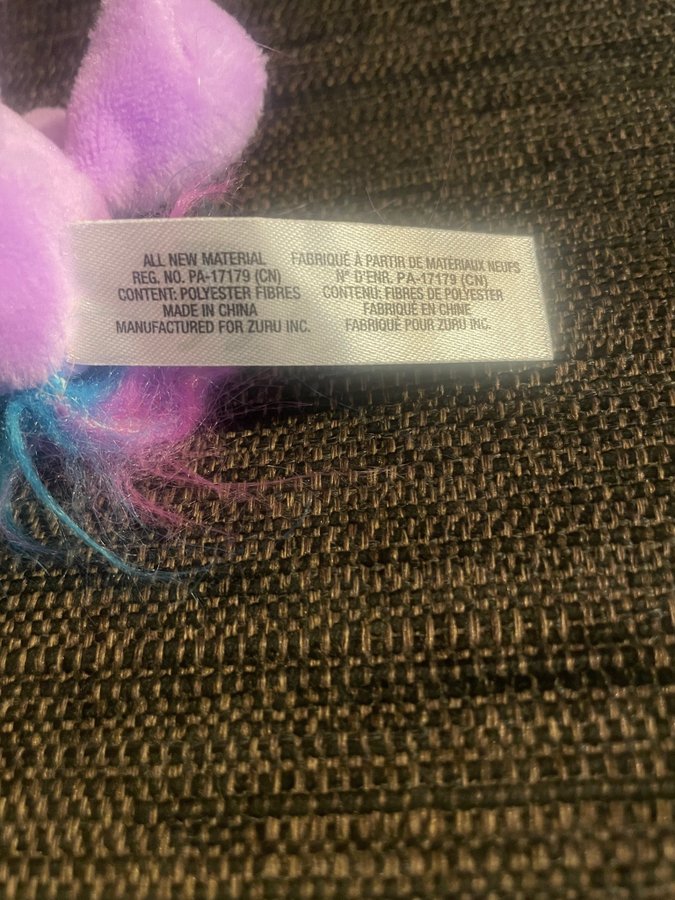 ALL NEW MATERIAL
REG. NO. PA-17179 (CN)
CONTENT: POLYESTER FIBRES
MADE IN CHINA
MANUFACTURED FOR ZURU INC.
FABRIQUÉ À PARTIR DE MATÉRIAUX NEUFS
N° D'ENR. PA-17179 (CN)
CONTENU: FIBRES DE POLYESTER
FABRIQUÉ EN CHINE
FABRIQUÉ POUR ZURU INC.